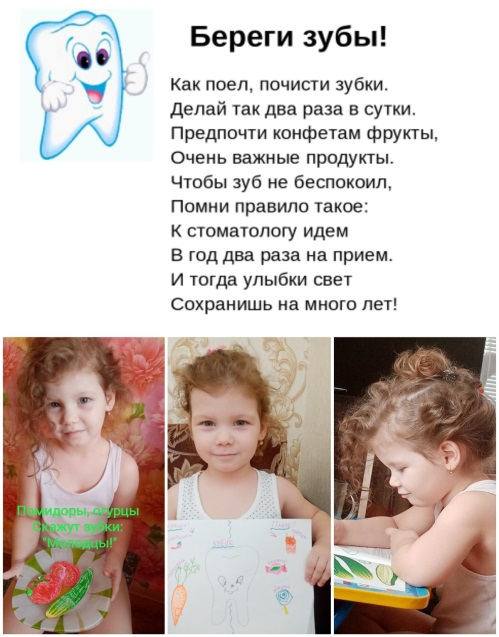 Береги зубы!
Как поел, почисти зубки.
Делай так два раза в сутки.
Предпочти конфетам фрукты,
Очень важные продукты.
Чтобы зуб не беспокоил,
Помни правило такое:
К стоматологу идем
В год два раза на прием.
И тогда улыбки свет
Сохранишь на много лет!
Помидоры, огурцы
Скажут зубки:
"Молодцы!"